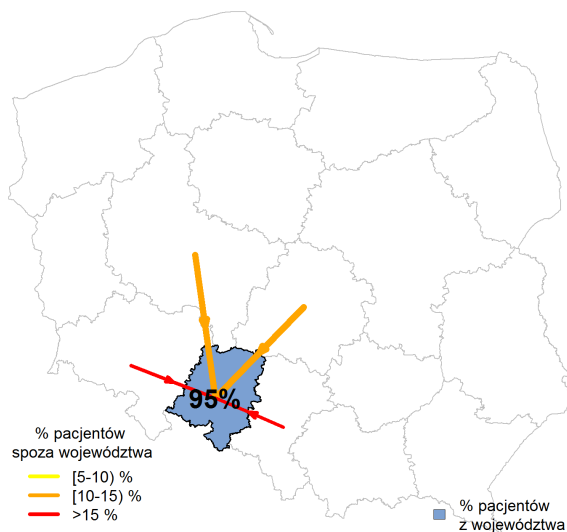 95%
% pacjentów
spoza województwa
[5-10) %
[10-15) %
>15 %
% pacjentów
z województwa